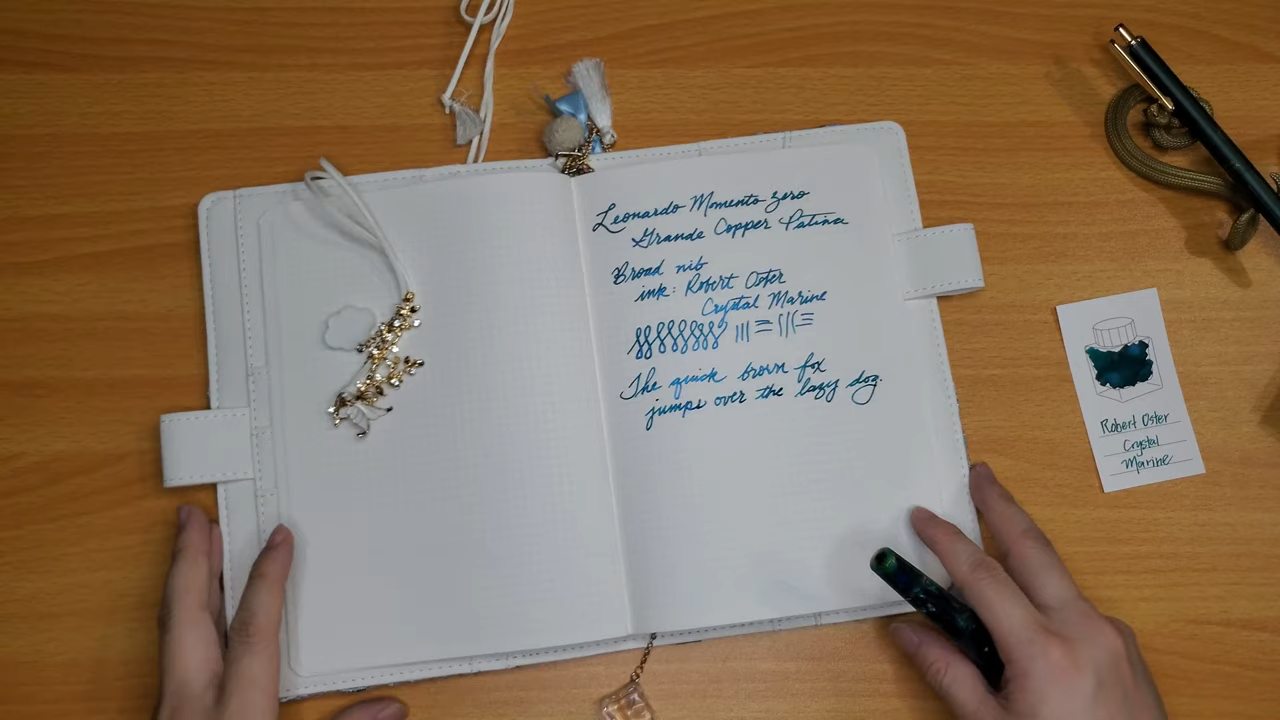 Leonardo Momento zero
Grande Copper Patina
Broad nib
ink: Robert Oster
Crystal Marine
The quick brown fox
jumps over the lazy dog.
Robert Oster
Crystal
Marine